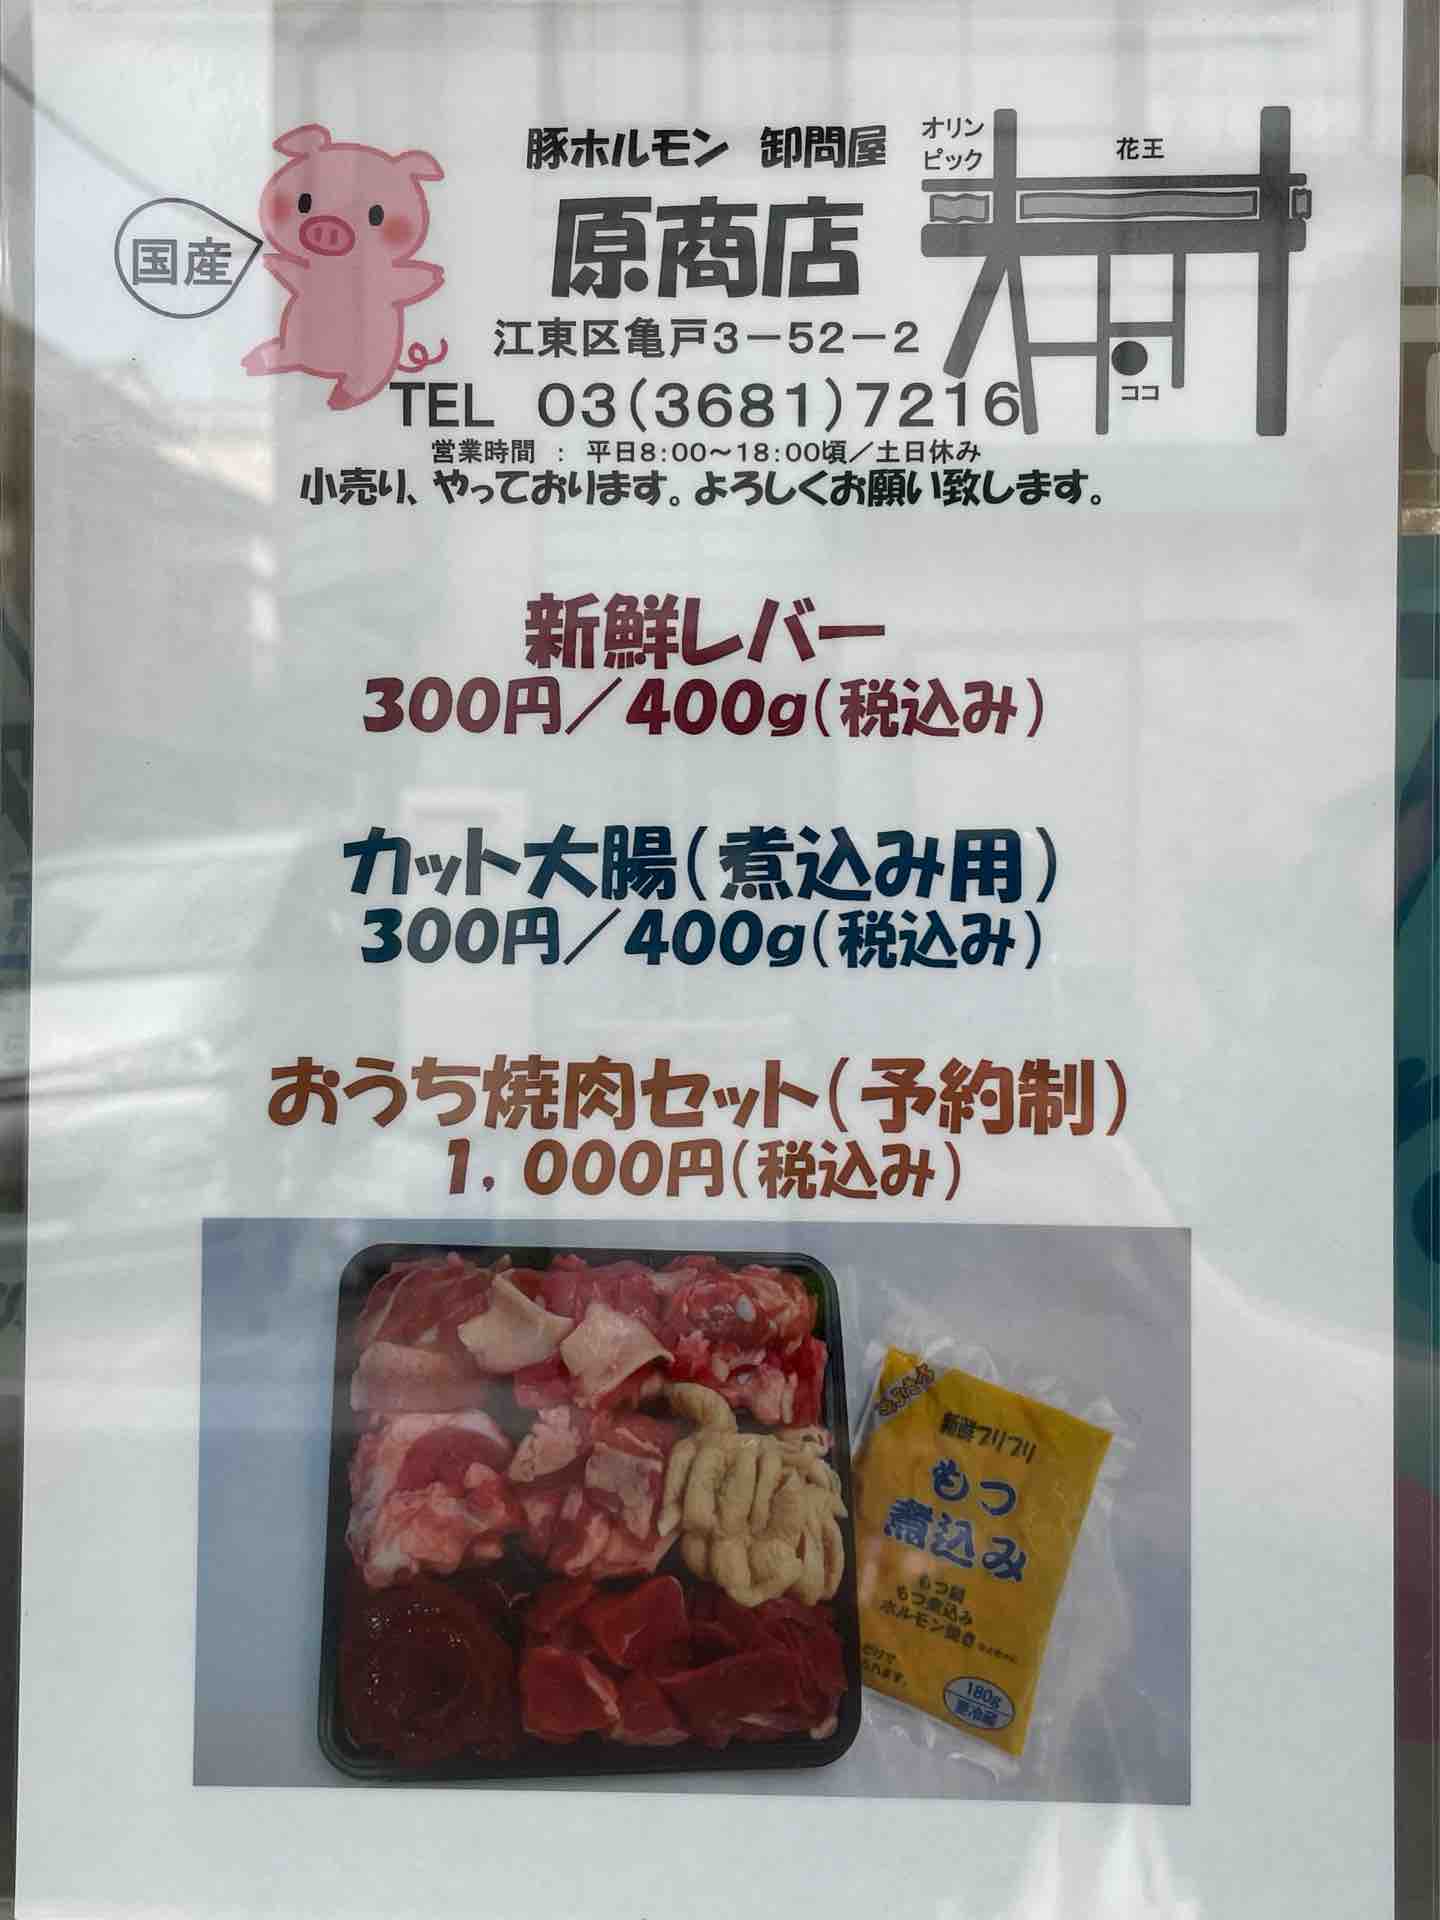 国産
豚ホルモン 卸問屋
原商店
江東区亀戸3－52－2
TEL 03(3681)7216
営業時間 ： 平日8:00～18:00頃／土日休み
小売り、やっております。よろしくお願い致します。
オリン
ピック
花王
ココ
新鮮レバー
300円／400g(税込み)
カット大腸(煮込み用)
300円／400g(税込み)
おうち焼肉セット(予約制)
1，000円(税込み)
新鮮プリプリ
もつ
煮込み
もつ鍋
もつ煮込み
ホルモン焼き
180g
要冷蔵